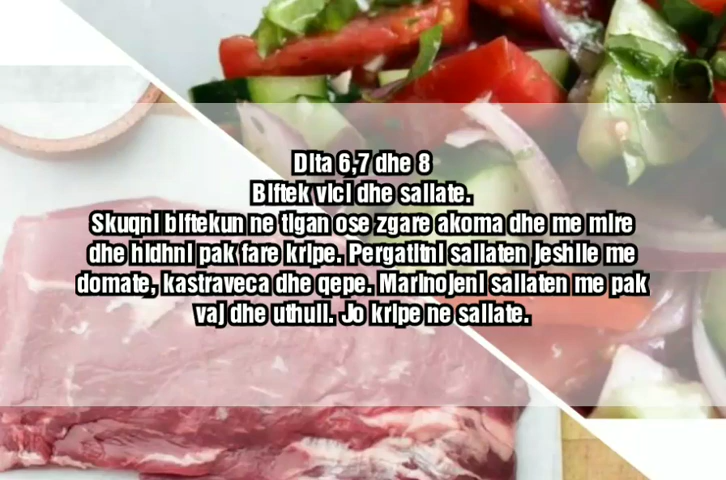 Dita 6,7 dhe 8
Biftek vici dhe sallate.
Skuqni biftekun ne tigan ose zgare akoma dhe me mire
dhe hidhni pak fare kripe. Pergatitni sallaten jeshile me
domate, kastraveca dhe qepe. Marinojeni sallaten me pak
vaj dhe uthull. Jo kripe ne sallate.